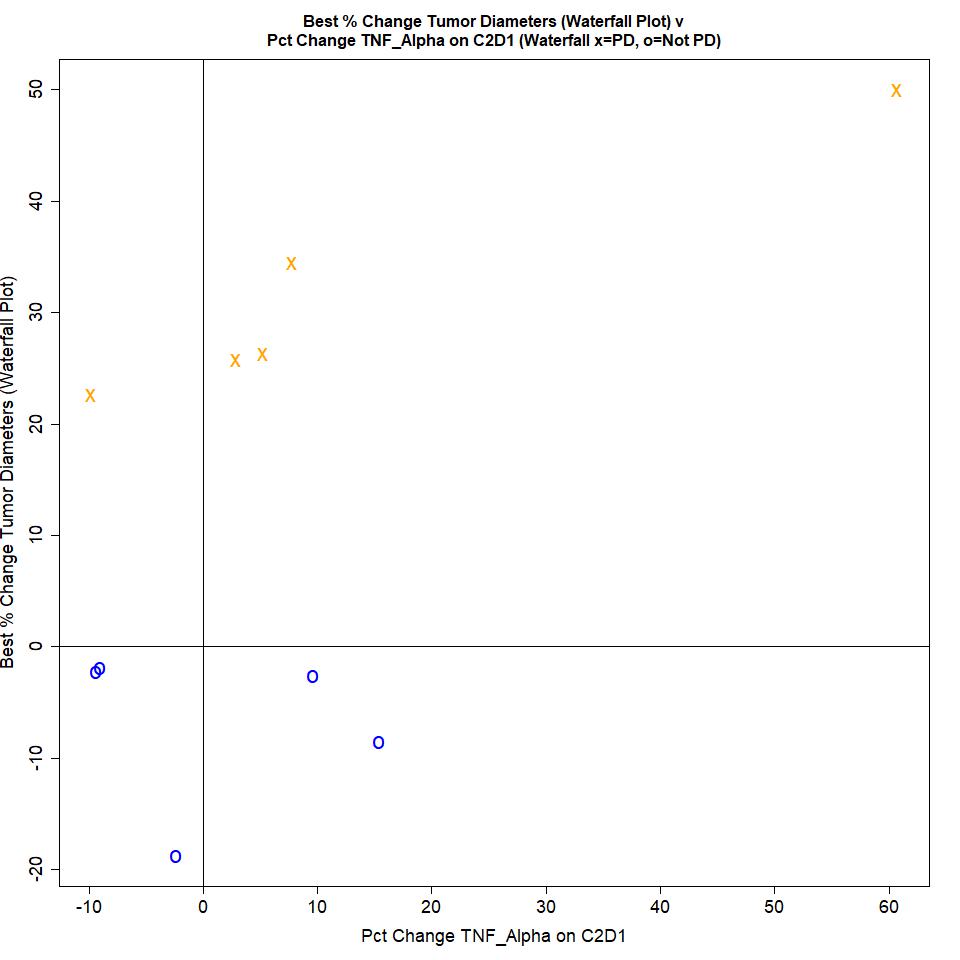 Best % Change Tumor Diameters (Waterfall Plot) v
Pct Change TNF_Alpha on C2D1 (Waterfall x=PD, o=Not PD)
Best % Change Tumor Diameters (Waterfall Plot)
50
40
30
20
10
0
-10
-20
X
X
X
X
X
O
O
O
O
O
-10 0 10 20 30 40 50 60
Pct Change TNF_Alpha on C2D1